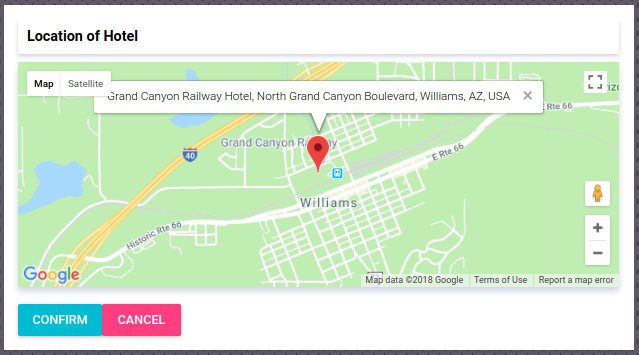 Location of Hotel
Map Satellite
Grand Canyon Railway Hotel, North Grand Canyon Boulevard, Williams, AZ, USA ×
E Rte 66
40
Grand Canyon Railway
E Rte 66
Williams
Historic Rte 66
+
−
Google
Map data ©2018 Google Terms of Use Report a map error
CONFIRM CANCEL